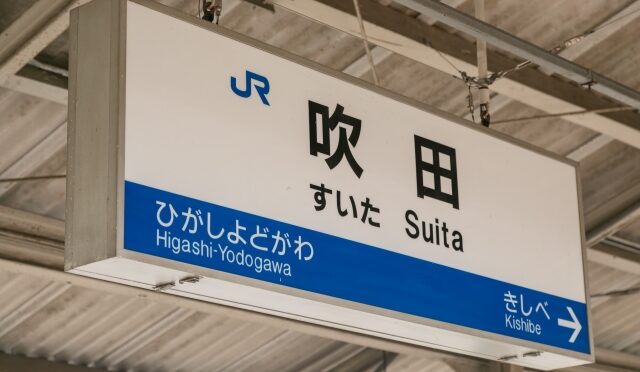 JR
吹田
すいた Suita
ひがしよどがわ
Higashi-Yodogawa
きしべ
Kishibe
→